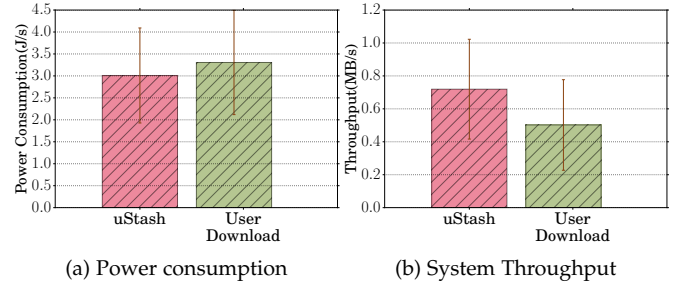 4.5
4.0
3.5
3.0
2.5
2.0
1.5
1.0
0.5
0.0
Power Consumption(J/s)
uStash
User
Download
(a) Power consumption
1.2
1.0
0.8
0.6
0.4
0.2
0.0
Throughput(MB/s)
uStash
User
Download
(b) System Throughput